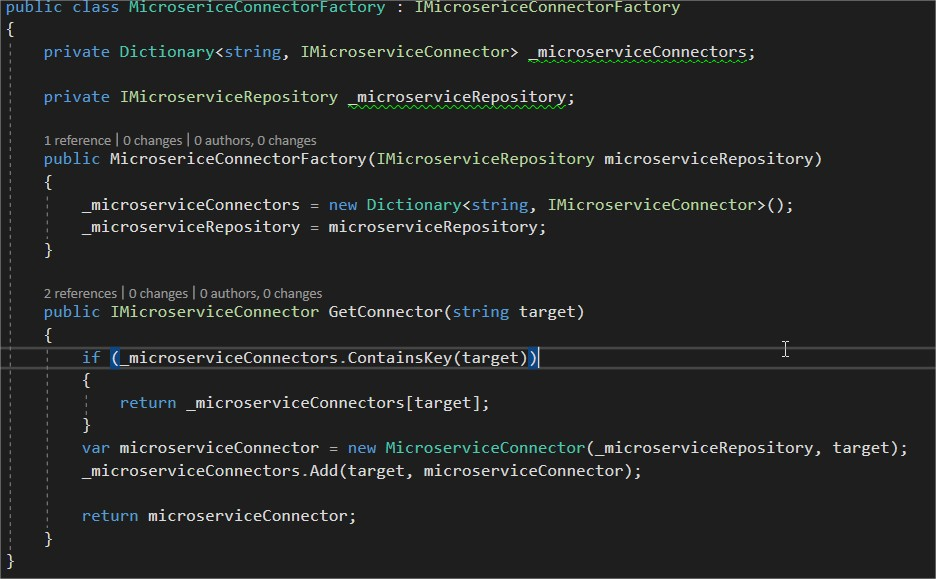 public class MicrosericeConnectorFactory : IMicrosericeConnectorFactory
{
private Dictionary<string, IMicroserviceConnector> _microserviceConnectors;
private IMicroserviceRepository _microserviceRepository;
1 reference | 0 changes | 0 authors, 0 changes
public MicrosericeConnectorFactory(IMicroserviceRepository microserviceRepository)
{
_microserviceConnectors = new Dictionary<string, IMicroserviceConnector>();
_microserviceRepository = microserviceRepository;
}
2 references | 0 changes | 0 authors, 0 changes
public IMicroserviceConnector GetConnector(string target)
{
if (_microserviceConnectors.ContainsKey(target))
{
return _microserviceConnectors[target];
}
var microserviceConnector = new MicroserviceConnector(_microserviceRepository, target);
_microserviceConnectors.Add(target, microserviceConnector);
return microserviceConnector;
}
}